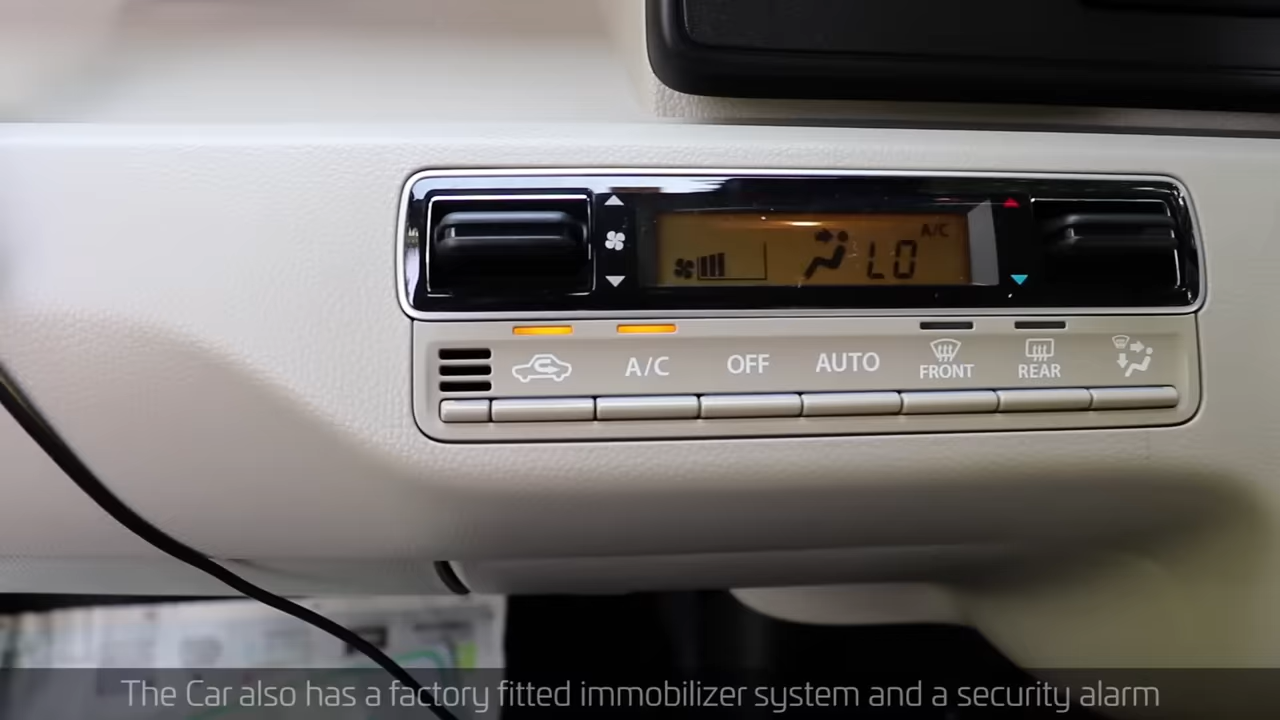 A/C
LO
A/C
OFF
AUTO
FRONT
REAR
The Car also has a factory fitted immobilizer system and a security alarm